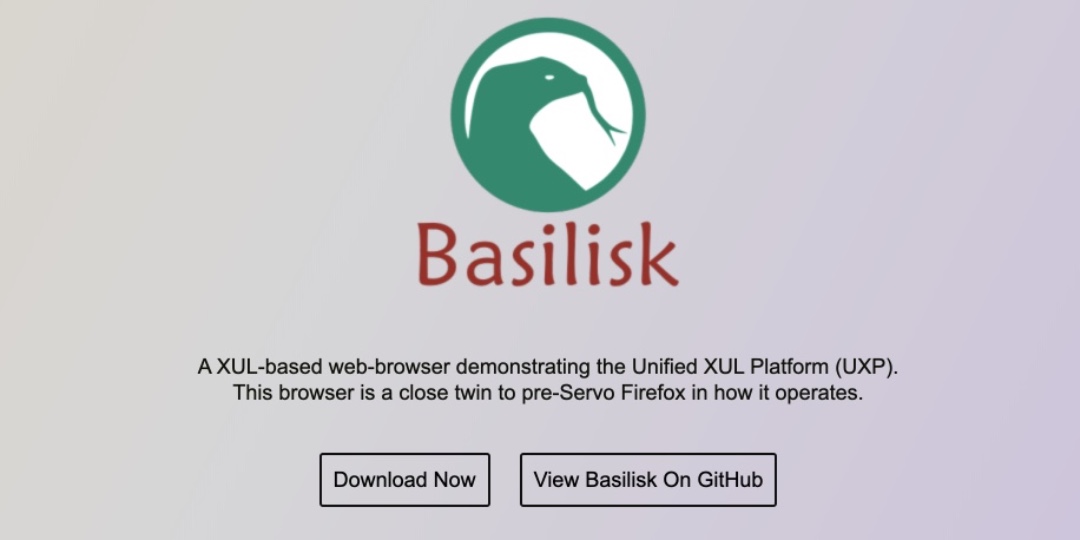 Basilisk
A XUL-based web-browser demonstrating the Unified XUL Platform (UXP).
This browser is a close twin to pre-Servo Firefox in how it operates.
Download Now
View Basilisk On GitHub